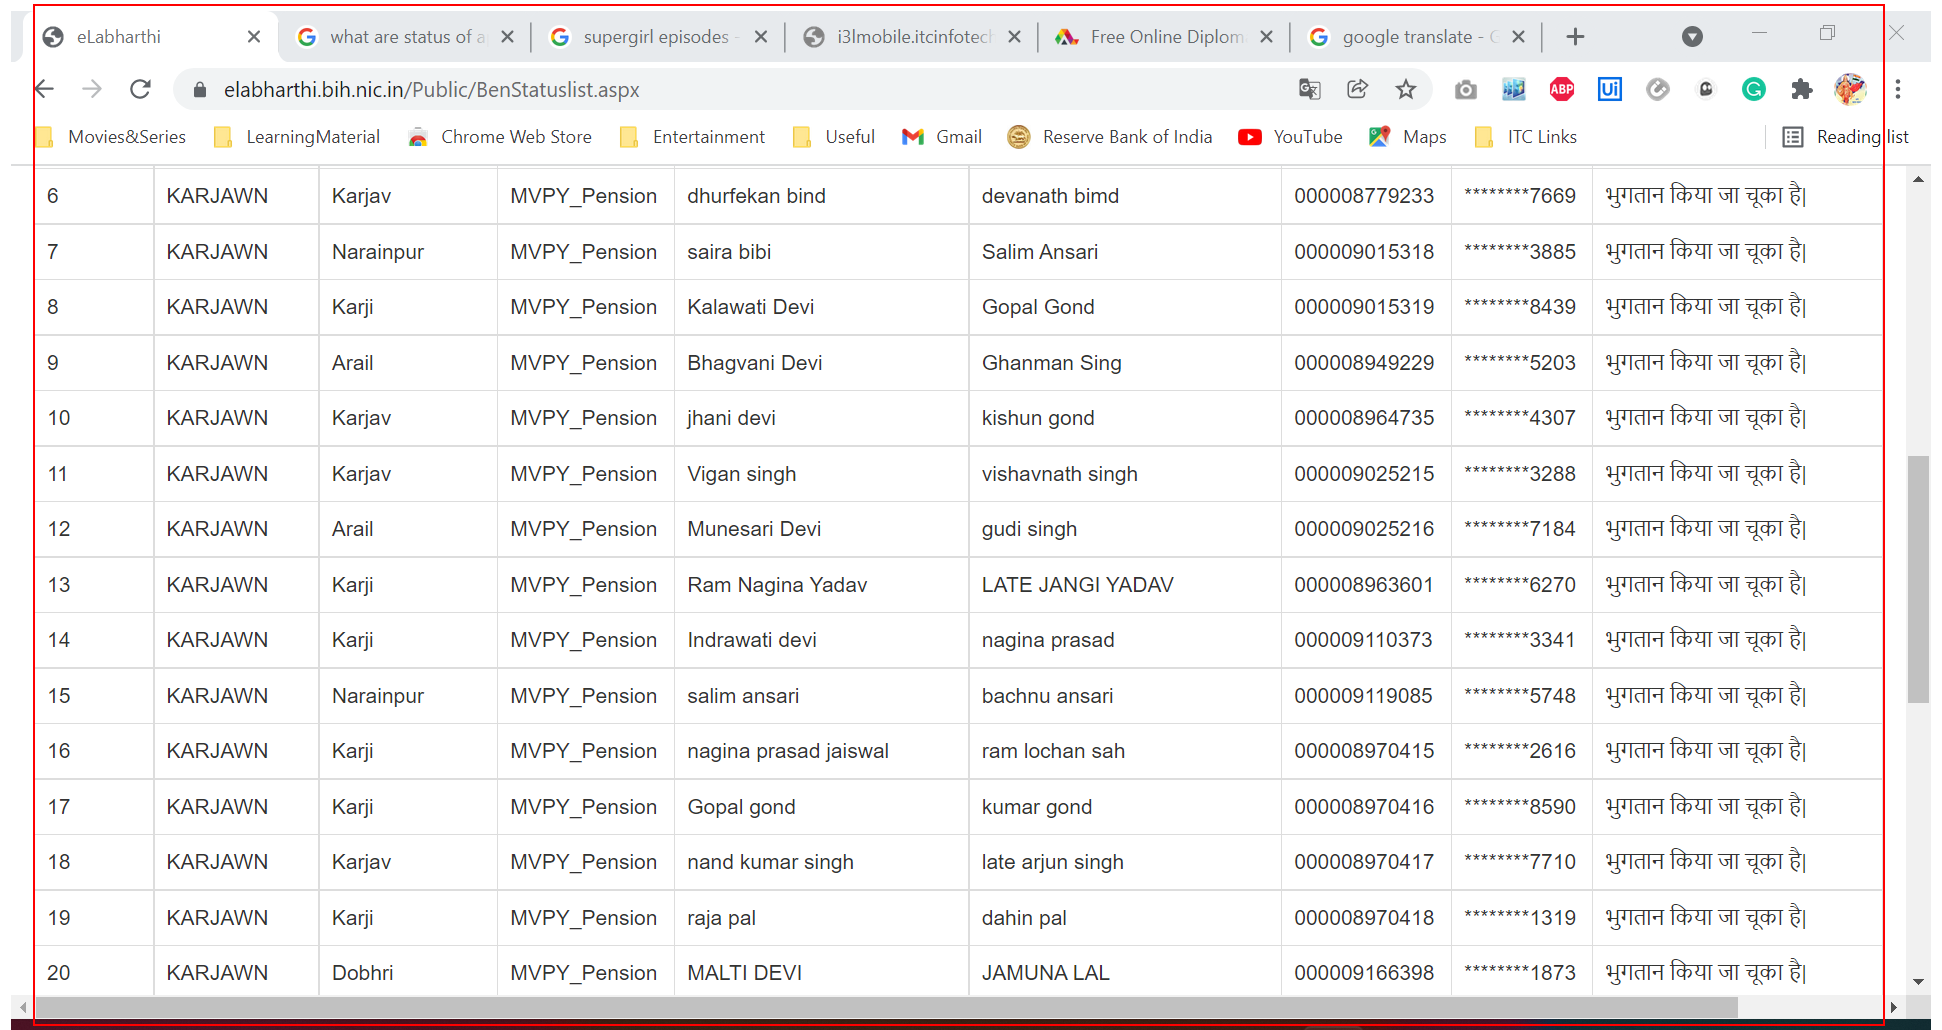 eLabharthi what are status of a supergirl episodes - i3lmobile.itcinfotech Free Online Diplom google translate - G
elabharthi.bih.nic.in/Public/BenStatuslist.aspx ABP Ui
Movies&Series LearningMaterial Chrome Web Store Entertainment Useful Gmail Reserve Bank of India YouTube Maps ITC Links Reading list
6 KARJAWN Karjav MVPY_Pension dhurfekan bind devanath bimd 000008779233 ********7669 भुगतान किया जा चूका है|
7 KARJAWN Narainpur MVPY_Pension saira bibi Salim Ansari 000009015318 ********3885 भुगतान किया जा चूका है|
8 KARJAWN Karji MVPY_Pension Kalawati Devi Gopal Gond 000009015319 ********8439 भुगतान किया जा चूका है|
9 KARJAWN Arail MVPY_Pension Bhagvani Devi Ghanman Sing 000008949229 ********5203 भुगतान किया जा चूका है|
10 KARJAWN Karjav MVPY_Pension jhani devi kishun gond 000008964735 ********4307 भुगतान किया जा चूका है|
11 KARJAWN Karjav MVPY_Pension Vigan singh vishavnath singh 000009025215 ********3288 भुगतान किया जा चूका है|
12 KARJAWN Arail MVPY_Pension Munesari Devi gudi singh 000009025216 ********7184 भुगतान किया जा चूका है|
13 KARJAWN Karji MVPY_Pension Ram Nagina Yadav LATE JANGI YADAV 000008963601 ********6270 भुगतान किया जा चूका है|
14 KARJAWN Karji MVPY_Pension Indrawati devi nagina prasad 000009110373 ********3341 भुगतान किया जा चूका है|
15 KARJAWN Narainpur MVPY_Pension salim ansari bachnu ansari 000009119085 ********5748 भुगतान किया जा चूका है|
16 KARJAWN Karji MVPY_Pension nagina prasad jaiswal ram lochan sah 000008970415 ********2616 भुगतान किया जा चूका है|
17 KARJAWN Karji MVPY_Pension Gopal gond kumar gond 000008970416 ********8590 भुगतान किया जा चूका है|
18 KARJAWN Karjav MVPY_Pension nand kumar singh late arjun singh 000008970417 ********7710 भुगतान किया जा चूका है|
19 KARJAWN Karji MVPY_Pension raja pal dahin pal 000008970418 ********1319 भुगतान किया जा चूका है|
20 KARJAWN Dobhri MVPY_Pension MALTI DEVI JAMUNA LAL 000009166398 ********1873 भुगतान किया जा चूका है|